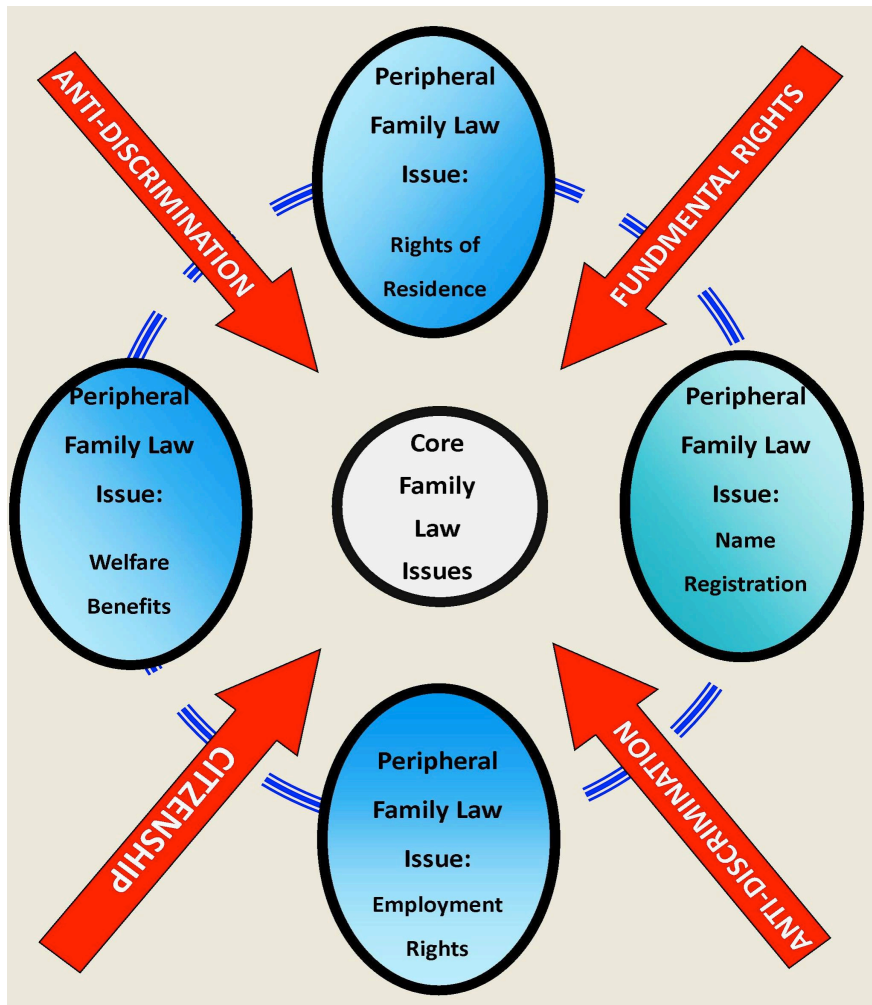 ANTI-DISCRIMINATION
Peripheral
Family Law
Issue:
Rights of
Residence
FUNDMENTAL RIGHTS
Peripheral
Family Law
Issue:
Welfare
Benefits
Core
Family
Law
Issues
Peripheral
Family Law
Issue:
Name
Registration
CITZENSHIP
Peripheral
Family Law
Issue:
Employment
Rights
ANTI-DISCRIMINATION